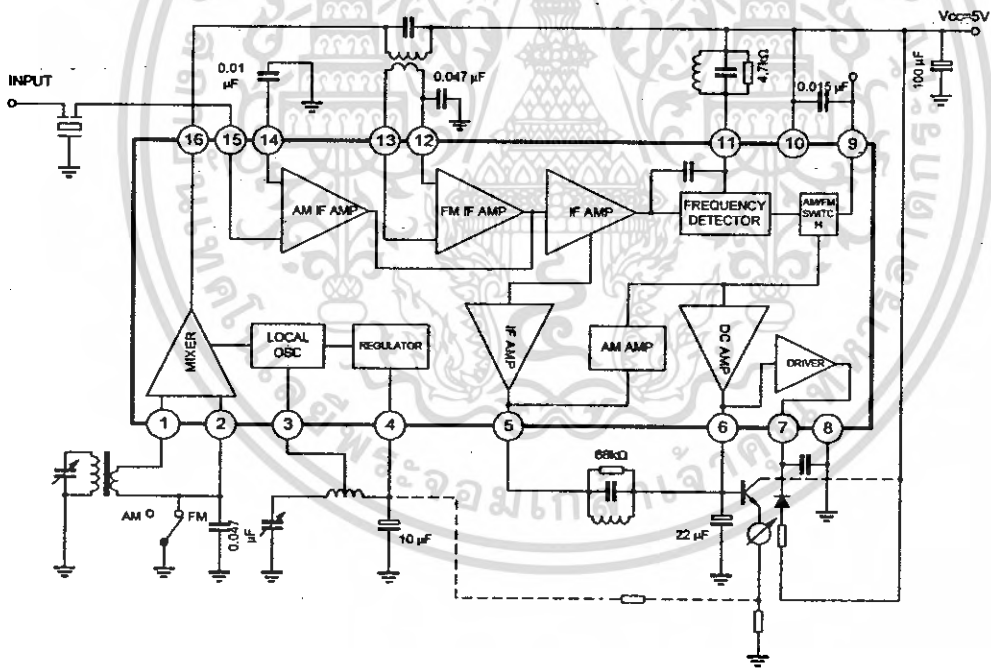 Vcc=5V
INPUT
0.01 µF
0.047 µF
4.7kΩ
0.015 µF
100 µF
16
15
14
13
12
11
10
9
AM IF AMP
FM IF AMP
IF AMP
FREQUENCY DETECTOR
AM/FM SWITC H
MIXER
LOCAL OSC
REGULATOR
IF AMP
AM AMP
DC AMP
DRIVER
1
2
3
4
5
6
7
8
AM
FM
0.047 µF
10 µF
68kΩ
22 µF